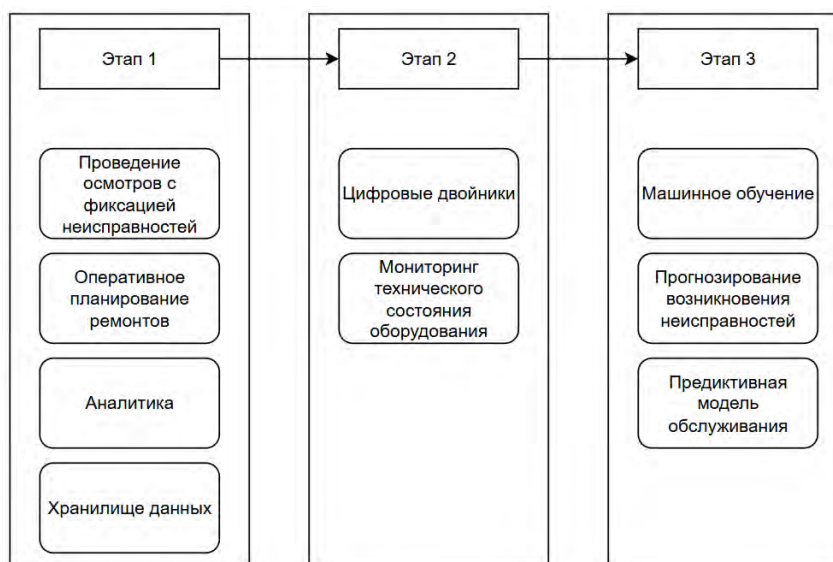 Этап 1
Проведение
осмотров с
фиксацией
неисправностей
Оперативное
планирование
ремонтов
Аналитика
Хранилище данных
Этап 2
Цифровые двойники
Мониторинг
технического
состояния
оборудования
Этап 3
Машинное обучение
Прогнозирование
возникновения
неисправностей
Предиктивная
модель
обслуживания